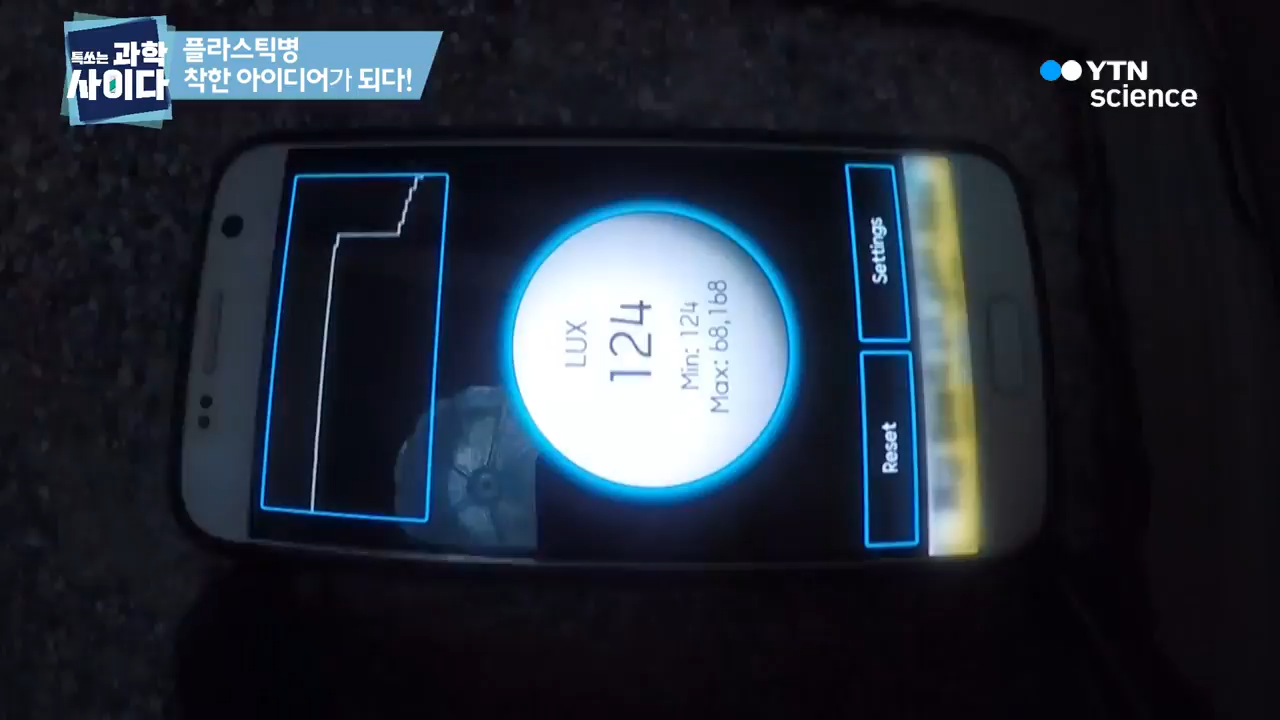 톡쏘는 과학
사이다
플라스틱병
착한 아이디어가 되다!
YTN
science
LUX
124
Min: 124
Max: 68,168
Settings
Reset